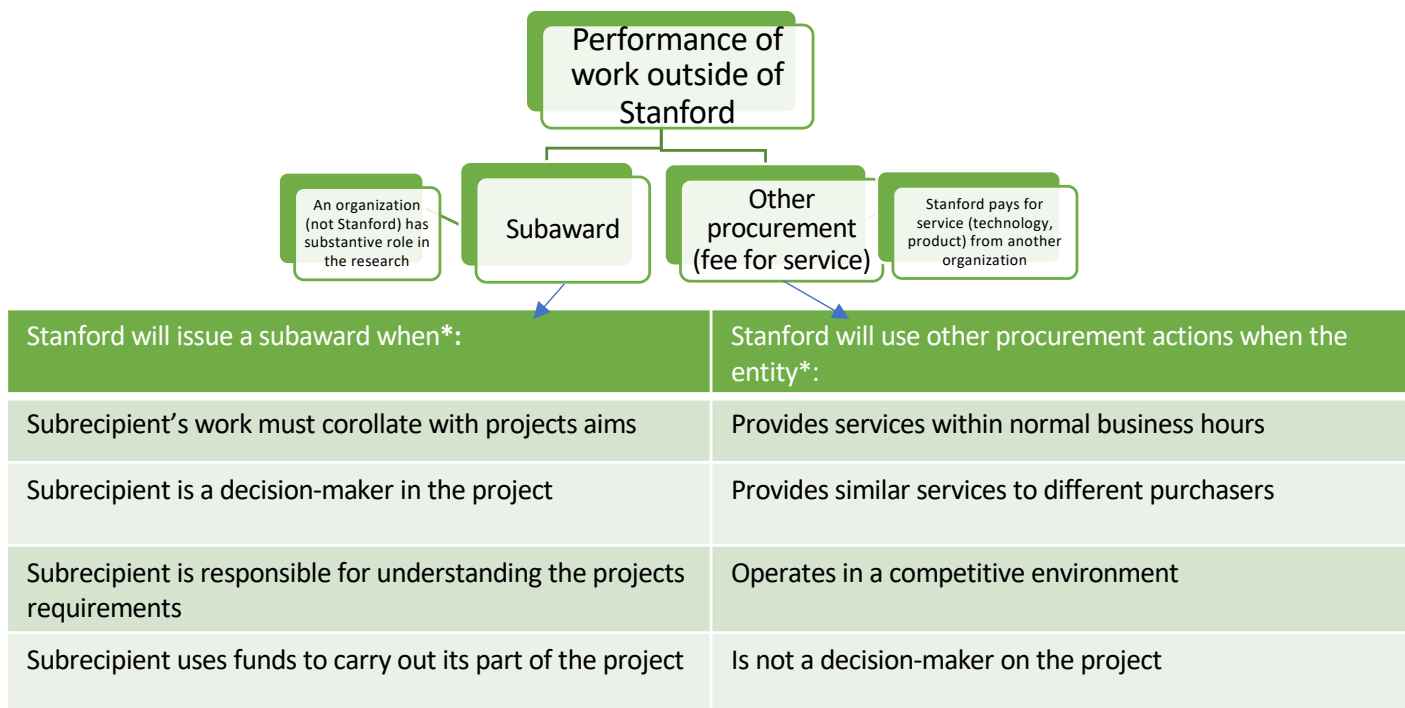 Performance of
work outside of
Stanford
An organization
(not Stanford) has
substantive role in
the research
Subaward
Other
procurement
(fee for service)
Stanford pays for
service (technology,
product) from another
organization
Stanford will issue a subaward when*:
Stanford will use other procurement actions when the
entity*:
Subrecipient's work must corollate with projects aims
Provides services within normal business hours
Subrecipient is a decision-maker in the project
Provides similar services to different purchasers
Subrecipient is responsible for understanding the projects
requirements
Operates in a competitive environment
Subrecipient uses funds to carry out its part of the project
Is not a decision-maker on the project